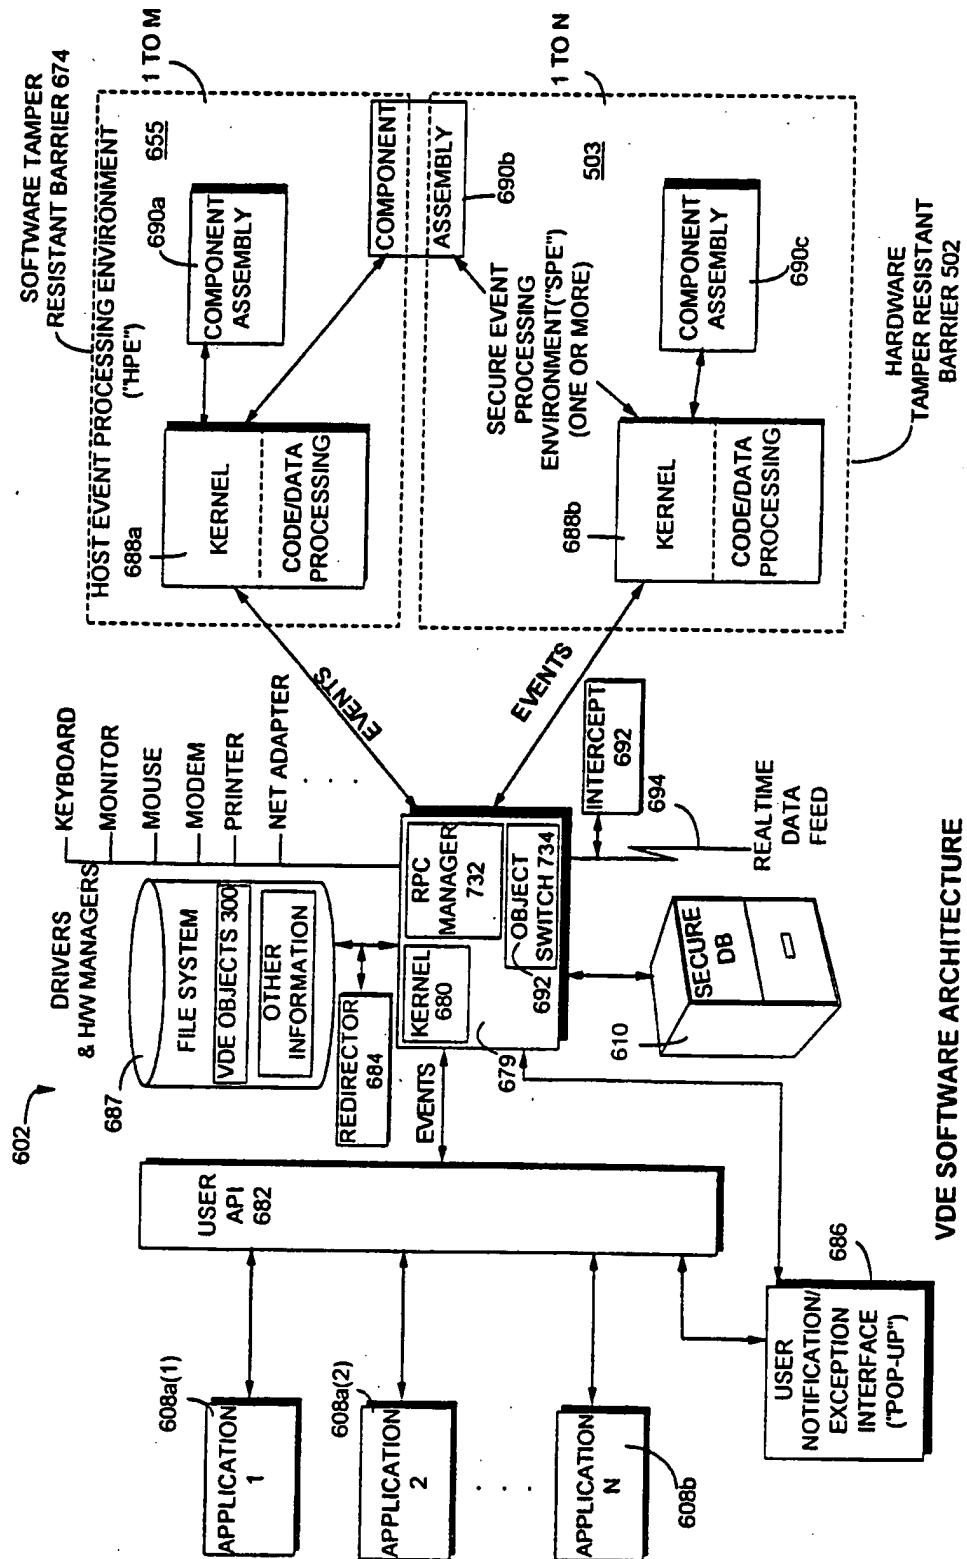 602
DRIVERS
& H/W MANAGERS
KEYBOARD
MONITOR
MOUSE
MODEM
PRINTER
NET ADAPTER
. . .
SOFTWARE TAMPER
RESISTANT BARRIER 674
HOST EVENT PROCESSING ENVIRONMENT
("HPE")
655
1 TO M
688a
KERNEL
CODE/DATA
PROCESSING
690a
COMPONENT
ASSEMBLY
COMPONENT
ASSEMBLY
690b
687
FILE SYSTEM
VDE OBJECTS 300
OTHER
INFORMATION
REDIRECTOR
684
EVENTS
EVENTS
EVENTS
KERNEL
680
RPC
MANAGER
732
OBJECT
SWITCH 734
692
679
USER
API
682
608a(1)
APPLICATION
1
608a(2)
APPLICATION
2
. . .
APPLICATION
N
608b
SECURE EVENT
PROCESSING
ENVIRONMENT("SPE")
(ONE OR MORE)
503
1 TO N
688b
KERNEL
CODE/DATA
PROCESSING
COMPONENT
ASSEMBLY
690c
HARDWARE
TAMPER RESISTANT
BARRIER 502
INTERCEPT
692
694
REALTIME
DATA
FEED
610
SECURE
DB
USER
NOTIFICATION/
EXCEPTION
INTERFACE
("POP-UP")
686
VDE SOFTWARE ARCHITECTURE